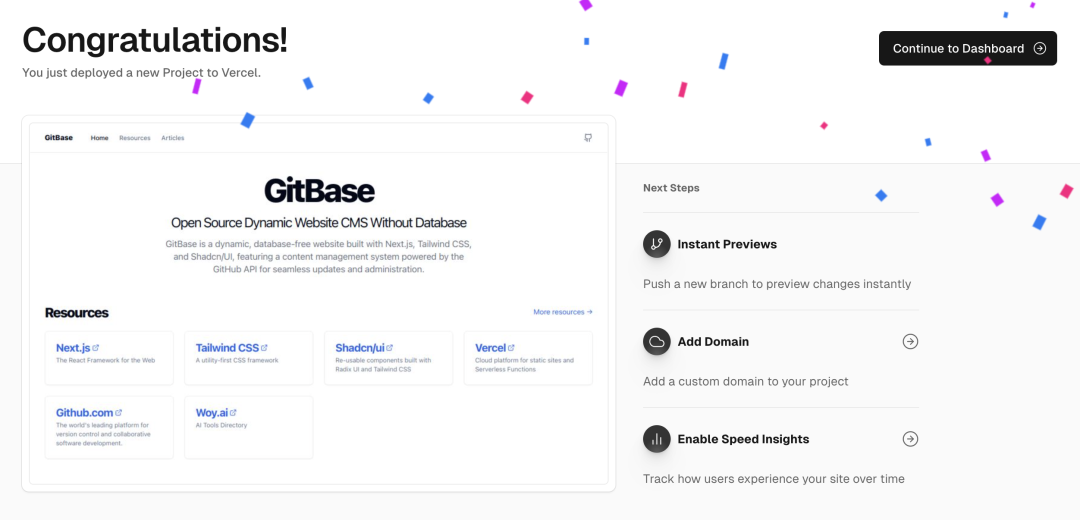 Congratulations!
You just deployed a new Project to Vercel.
Continue to Dashboard
GitBase
Home
Resources
Articles
GitBase
Open Source Dynamic Website CMS Without Database
GitBase is a dynamic, database-free website built with Next.js, Tailwind CSS,
and Shadcn/UI, featuring a content management system powered by the
GitHub API for seamless updates and administration.
Resources
More resources →
Next.js
The React Framework for the Web
Tailwind CSS
A utility-first CSS framework
Shadcn/ui
Re-usable components built with
Radix UI and Tailwind CSS
Vercel
Cloud platform for static sites and
Serverless Functions
Github.com
The world's leading platform for
version control and collaborative
software development.
Woy.ai
AI Tools Directory
Next Steps
Instant Previews
Push a new branch to preview changes instantly
Add Domain
Add a custom domain to your project
Enable Speed Insights
Track how users experience your site over time